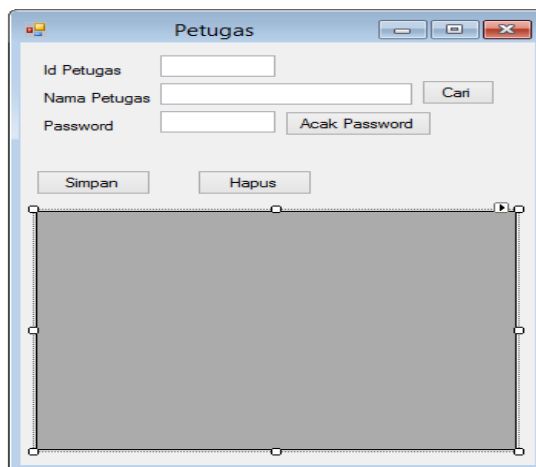 Petugas
Id Petugas
Nama Petugas
Cari
Password
Acak Password
Simpan
Hapus